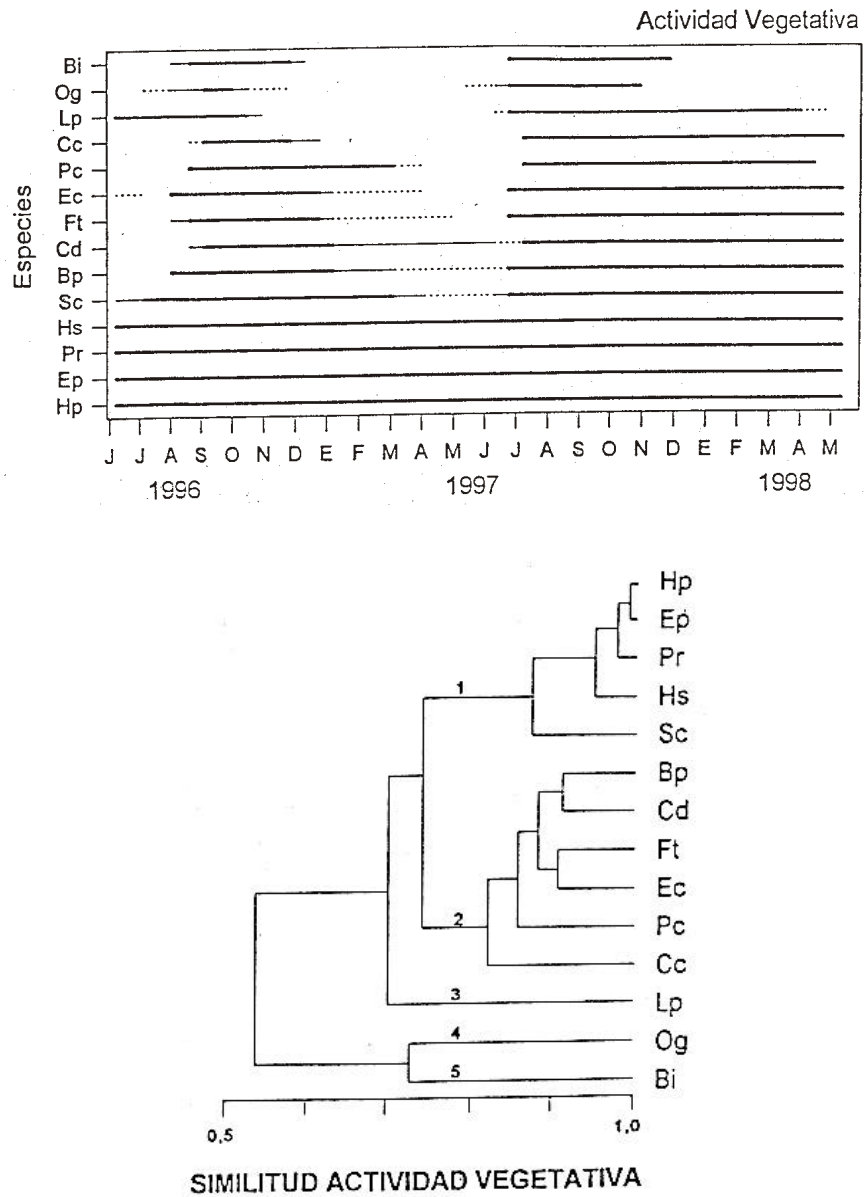 Actividad Vegetativa
Especies
Bi
Og
Lp
Cc
Pc
Ec
Ft
Cd
Bp
Sc
Hs
Pr
Ep
Hp
J J A S O N D E F M A M J J A S O N D E F M A M
1996 1997 1998
Hp
Ep
Pr
1
Hs
Sc
Bp
Cd
Ft
Ec
2
Pc
Cc
3
Lp
4
Og
5
Bi
0,5 1,0
SIMILITUD ACTIVIDAD VEGETATIVA